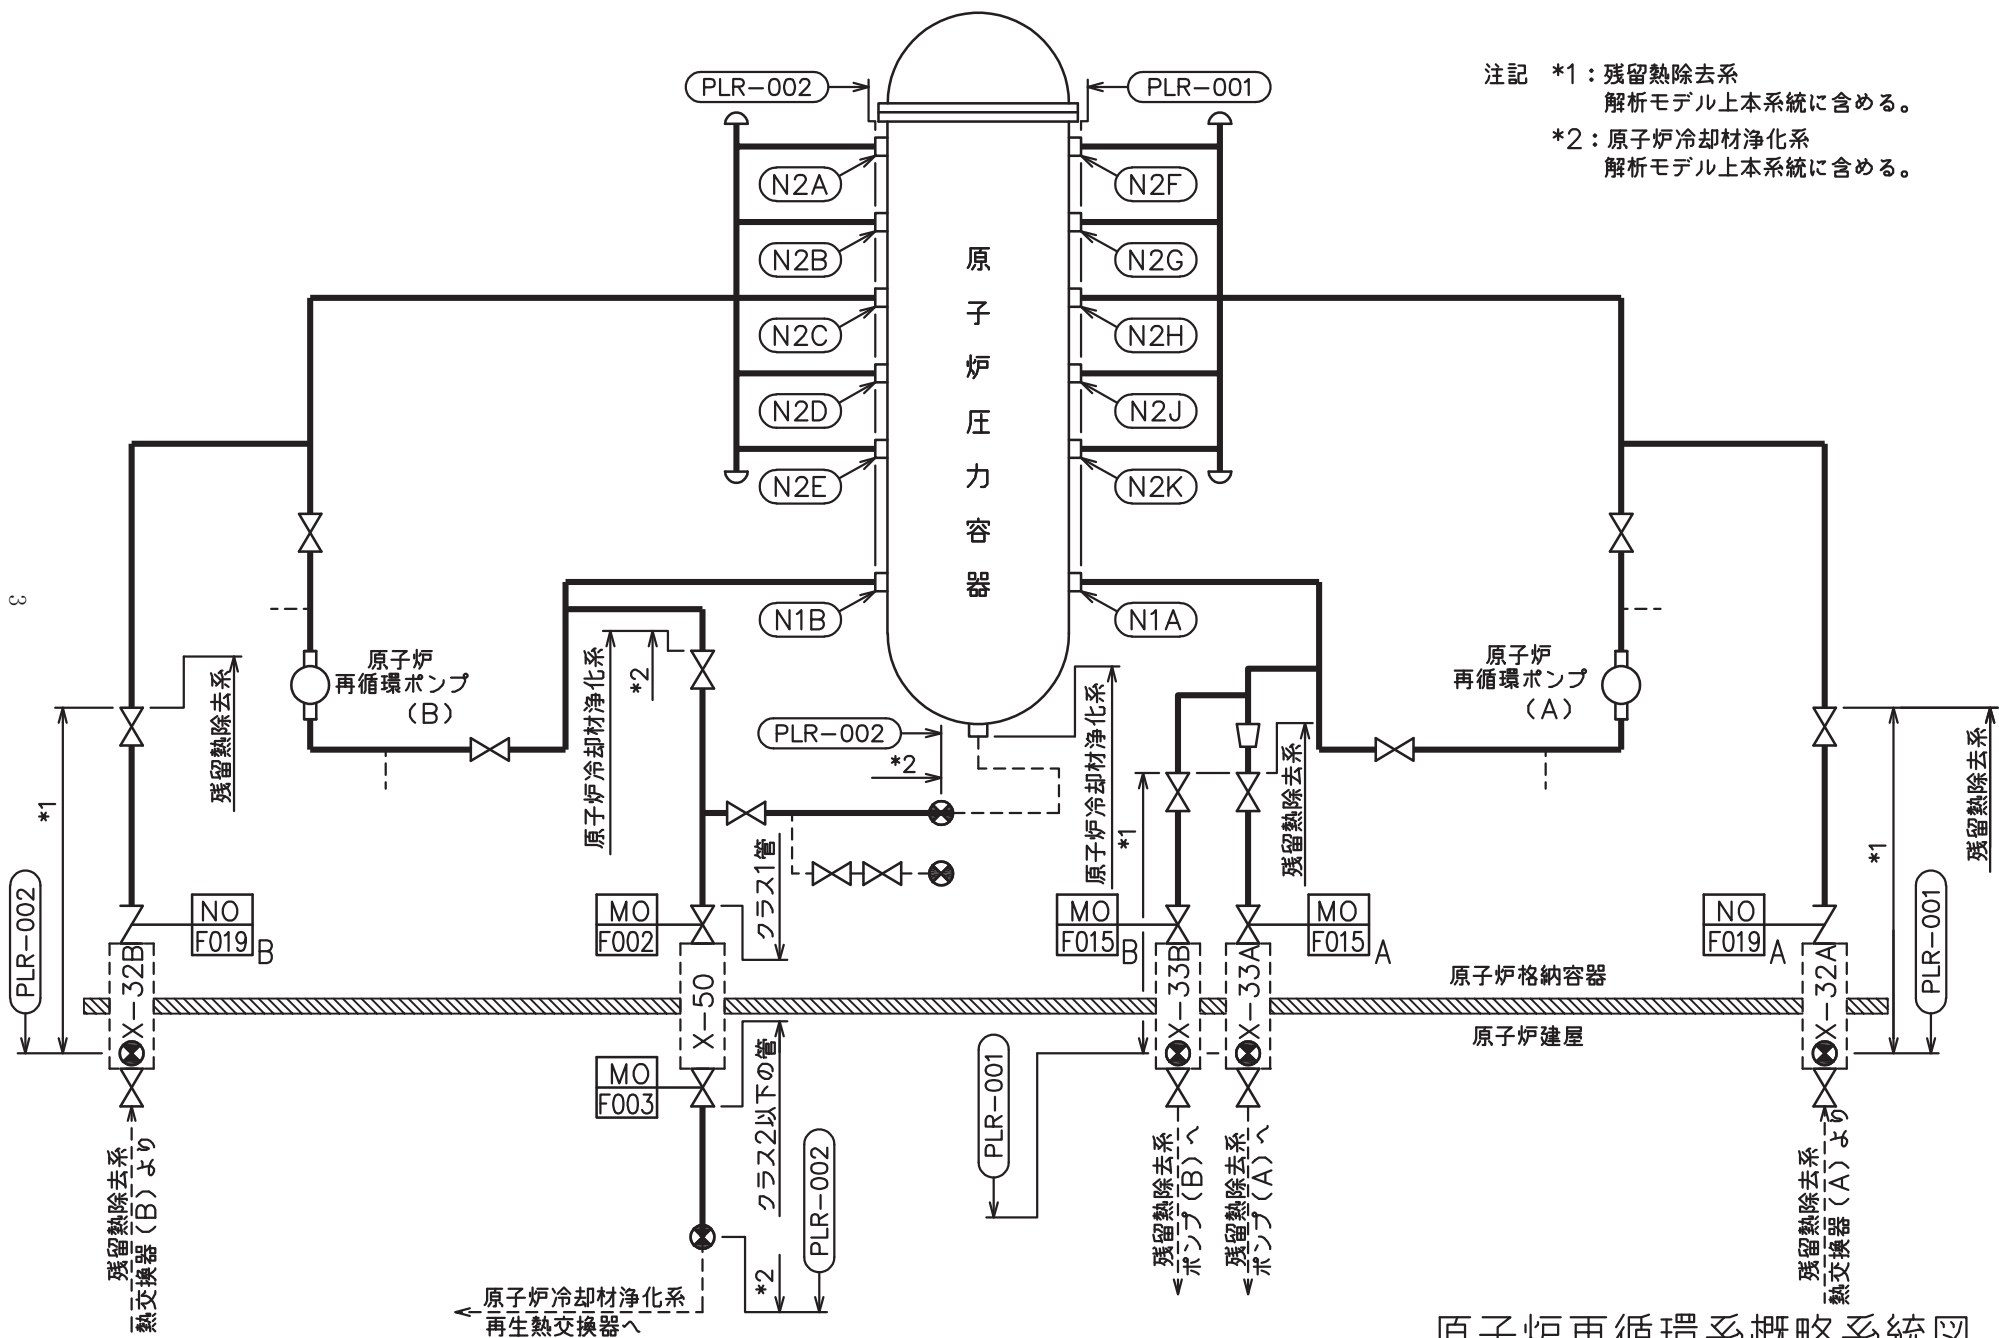 注記 *1：残留熱除去系
解析モデル上本系統に含める。
*2：原子炉冷却材浄化系
解析モデル上本系統に含める。
PLR-002
PLR-001
N2A
N2F
N2B
N2G
N2C
N2H
N2D
N2J
N2E
N2K
N1B
N1A
原子炉圧力容器
3
原子炉
再循環ポンプ
(B)
原子炉
再循環ポンプ
(A)
残留熱除去系
*1
PLR-002
原子炉冷却材浄化系
*2
PLR-002
*2
原子炉冷却材浄化系
*1
残留熱除去系
残留熱除去系
*1
PLR-001
クラス1管
NO
F019
B
MO
F002
MO
F015
B
MO
F015
A
NO
F019
A
X-32B
X-50
X-33B
X-33A
X-32A
原子炉格納容器
原子炉建屋
MO
F003
クラス2以下の管
*2
PLR-002
PLR-001
残留熱除去系
熱交換器(B)より
残留熱除去系
ポンプ(B)へ
残留熱除去系
ポンプ(A)へ
残留熱除去系
熱交換器(A)より
原子炉冷却材浄化系
再生熱交換器へ
原子炉再循環系概略系統図